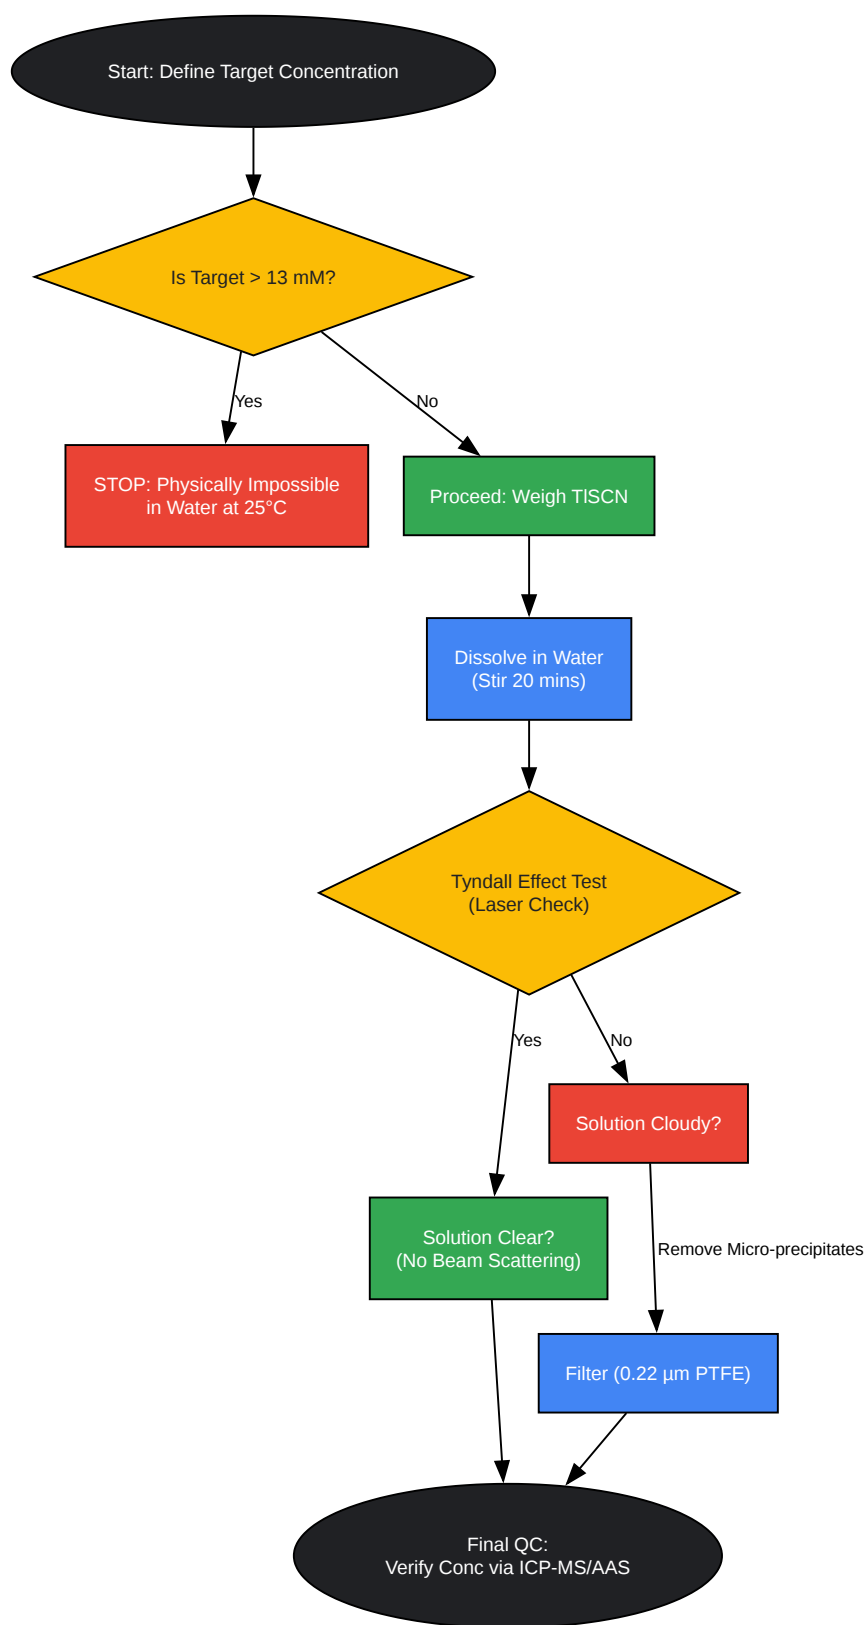 Start: Define Target Concentration
Is Target > 13 mM?
Yes
No
STOP: Physically Impossible
in Water at 25°C
Proceed: Weigh TlSCN
Dissolve in Water
(Stir 20 mins)
Tyndall Effect Test
(Laser Check)
Yes
No
Solution Cloudy?
Solution Clear?
(No Beam Scattering)
Remove Micro-precipitates
Filter (0.22 µm PTFE)
Final QC:
Verify Conc via ICP-MS/AAS